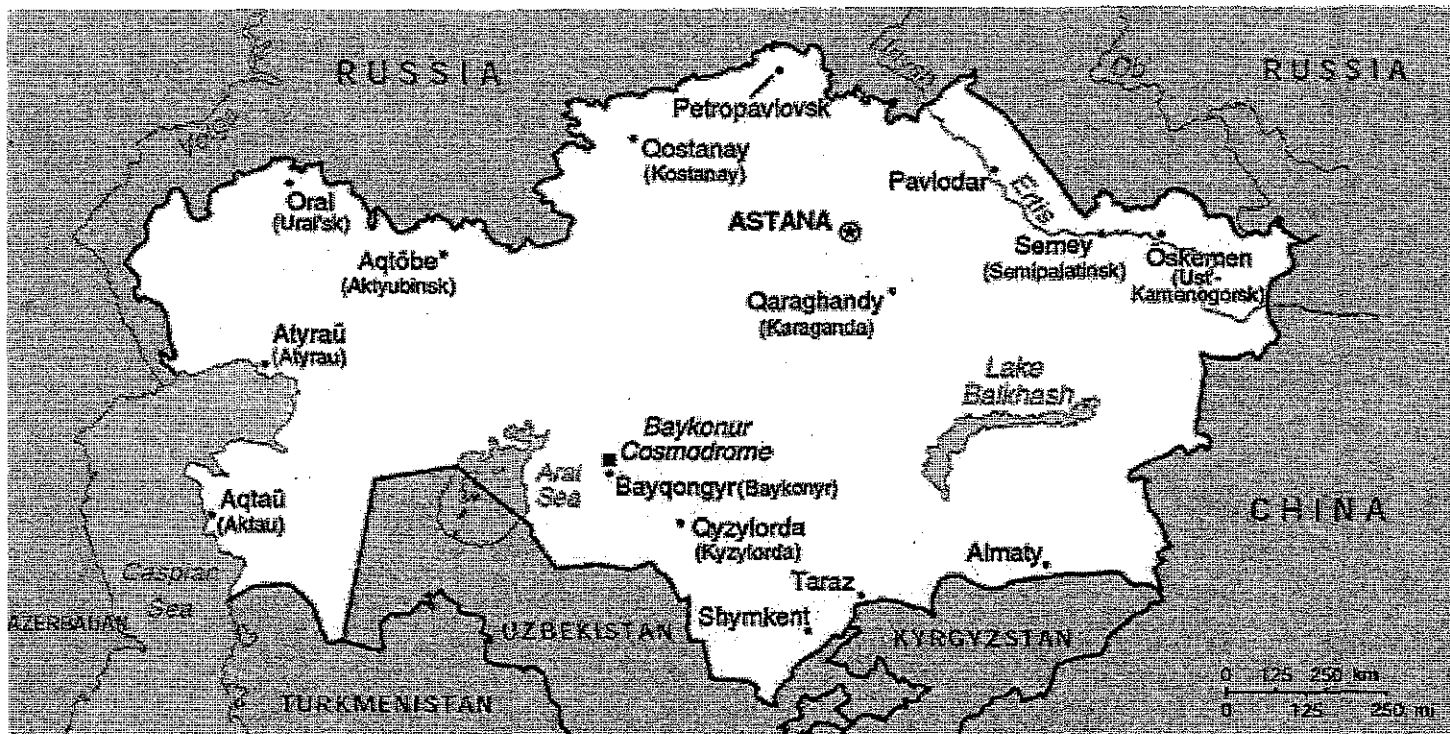 RUSSIA
RUSSIA
Ob
Petropavlovsk
Qostanay
(Kostanay)
Pavlodar
Ertis
Oral
(Ural'sk)
ASTANA
Semey
(Semipalatinsk)
Öskemen
(Ust'-
Kamenogorsk)
Aqtöbe
(Aktyubinsk)
Qaraghandy
(Karaganda)
Atyraū
(Atyrau)
Lake
Balkhash
Baykonur
Cosmodrome
Aral
Sea
Bayqongyr (Baykonyr)
Aqtaū
(Aktau)
Qyzylorda
(Kyzylorda)
CHINA
Almaty
Taraz
Caspian
Sea
Shymkent
AZERBAIJAN
UZBEKISTAN
KYRGYZSTAN
TURKMENISTAN
0 125 250 km
0 125 250 mi